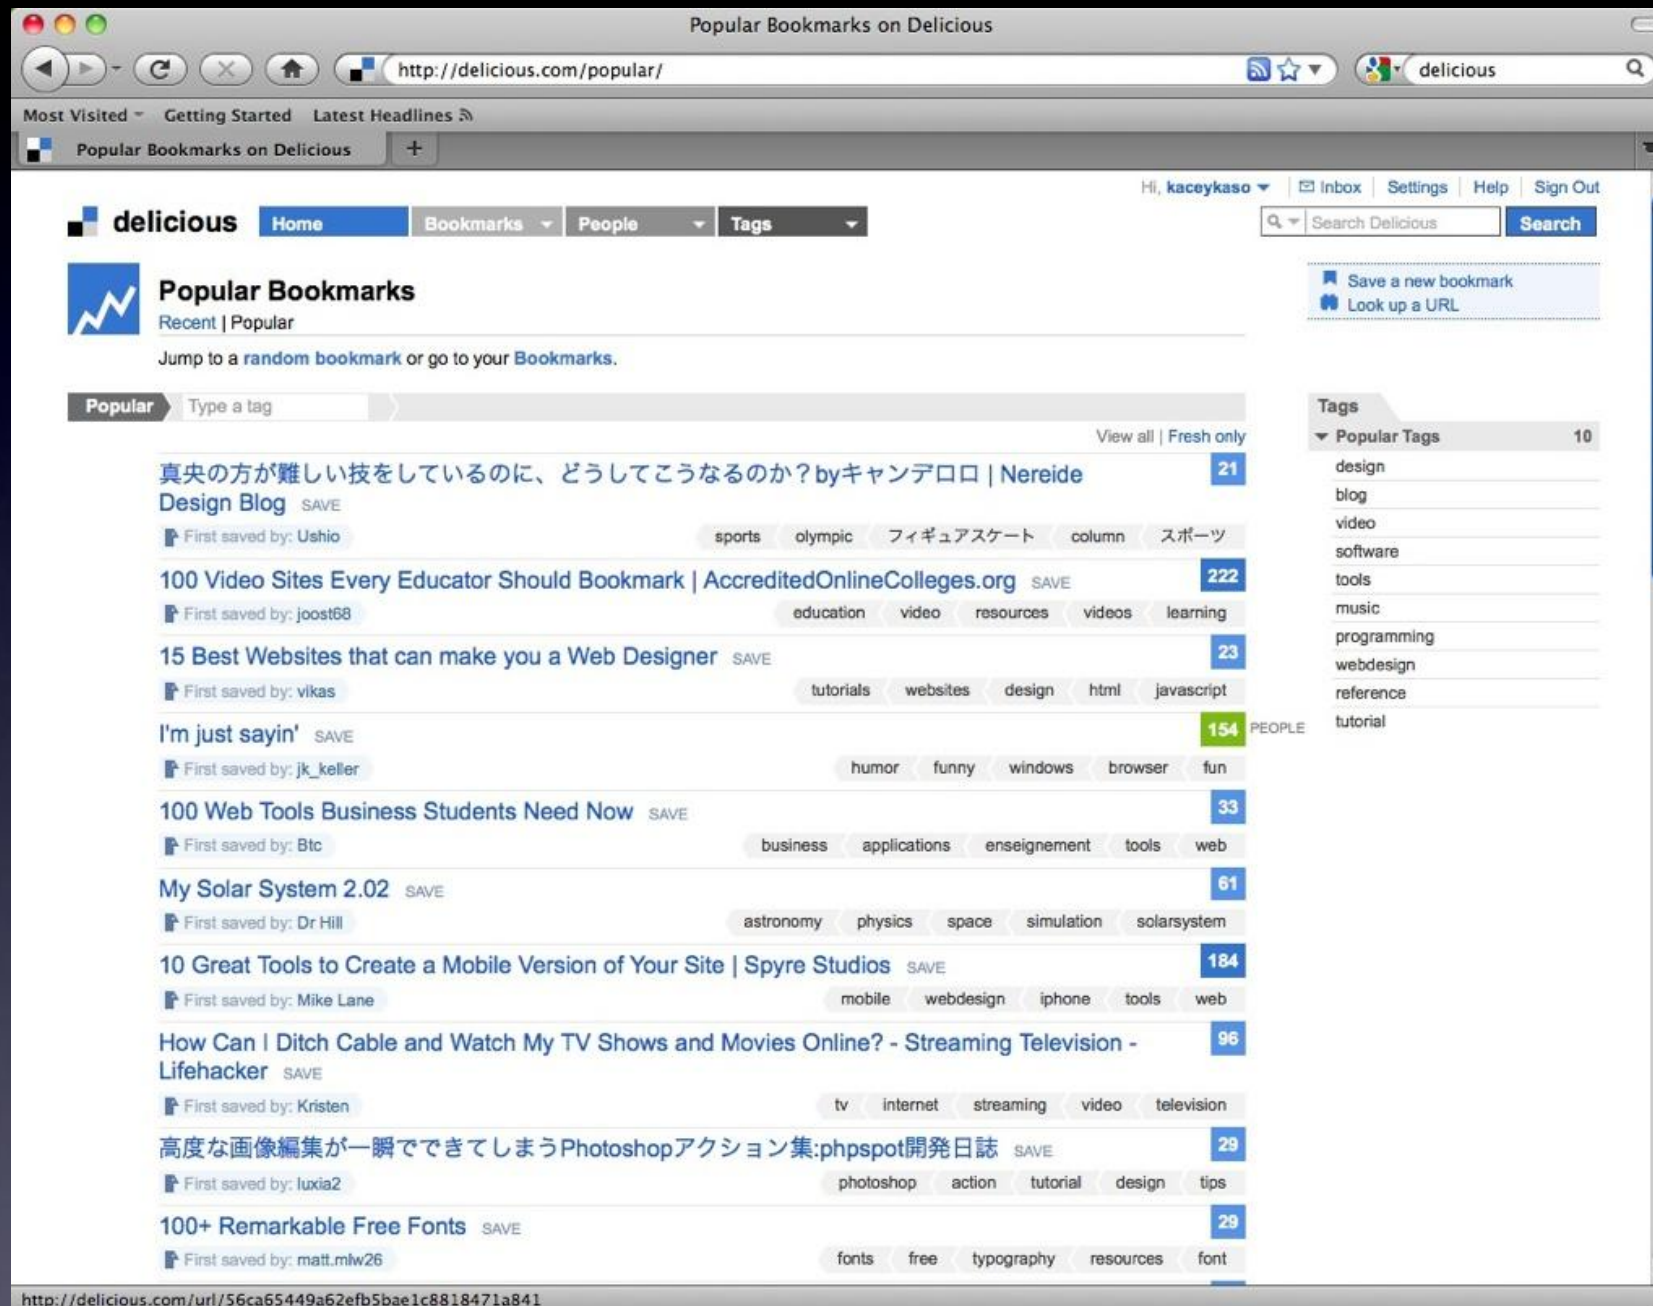 Popular Bookmarks on Delicious
http://delicious.com/popular/
delicious
Most Visited Getting Started Latest Headlines
Popular Bookmarks on Delicious +
Hi, kaceykaso Inbox Settings Help Sign Out
delicious Home Bookmarks People Tags Search Delicious Search
Popular Bookmarks
Recent | Popular
Save a new bookmark
Look up a URL
Jump to a random bookmark or go to your Bookmarks.
Popular Type a tag
View all | Fresh only
真央の方が難しい技をしているのに、どうしてこうなるのか?byキャンデロロ | Nereide
Design Blog SAVE
21
First saved by: Ushio sports olympic フィギュアスケート column スポーツ
100 Video Sites Every Educator Should Bookmark | AccreditedOnlineColleges.org SAVE 222
First saved by: joost68 education video resources videos learning
15 Best Websites that can make you a Web Designer SAVE 23
First saved by: vikas tutorials websites design html javascript
I'm just sayin' SAVE 154 PEOPLE
First saved by: jk_keller humor funny windows browser fun
100 Web Tools Business Students Need Now SAVE 33
First saved by: Btc business applications enseignement tools web
My Solar System 2.02 SAVE 61
First saved by: Dr Hill astronomy physics space simulation solarsystem
10 Great Tools to Create a Mobile Version of Your Site | Spyre Studios SAVE 184
First saved by: Mike Lane mobile webdesign iphone tools web
How Can I Ditch Cable and Watch My TV Shows and Movies Online? - Streaming Television -
Lifehacker SAVE
96
First saved by: Kristen tv internet streaming video television
高度な画像編集が一瞬でできてしまうPhotoshopアクション集:phpspot開発日誌 SAVE 29
First saved by: luxia2 photoshop action tutorial design tips
100+ Remarkable Free Fonts SAVE 29
First saved by: matt.mlw26 fonts free typography resources font
Tags
Popular Tags 10
design
blog
video
software
tools
music
programming
webdesign
reference
tutorial
http://delicious.com/url/56ca65449a62efb5bae1c8818471a841